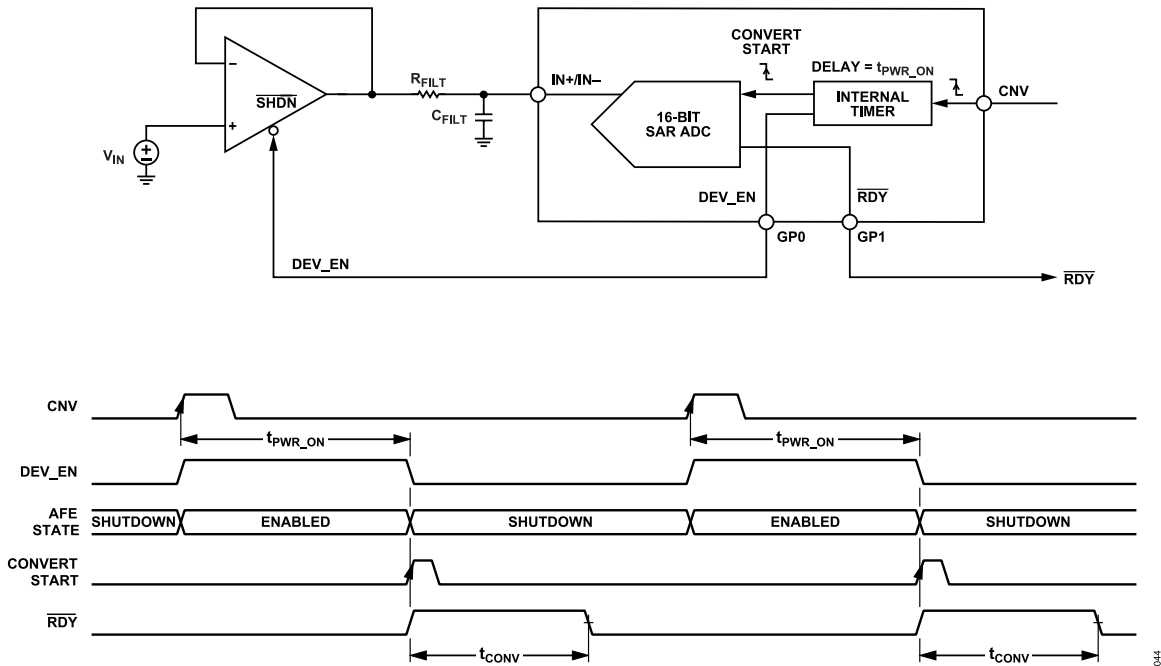 CONVERT
START
DELAY = tPWR_ON
−
SHDN
+
VIN
RFILT
CFILT
IN+/IN−
16-BIT
SAR ADC
INTERNAL
TIMER
CNV
DEV_EN
RDY
GP0
GP1
DEV_EN
RDY
CNV
tPWR_ON
tPWR_ON
DEV_EN
AFE
STATE
SHUTDOWN
ENABLED
SHUTDOWN
ENABLED
SHUTDOWN
CONVERT
START
RDY
tCONV
tCONV
044